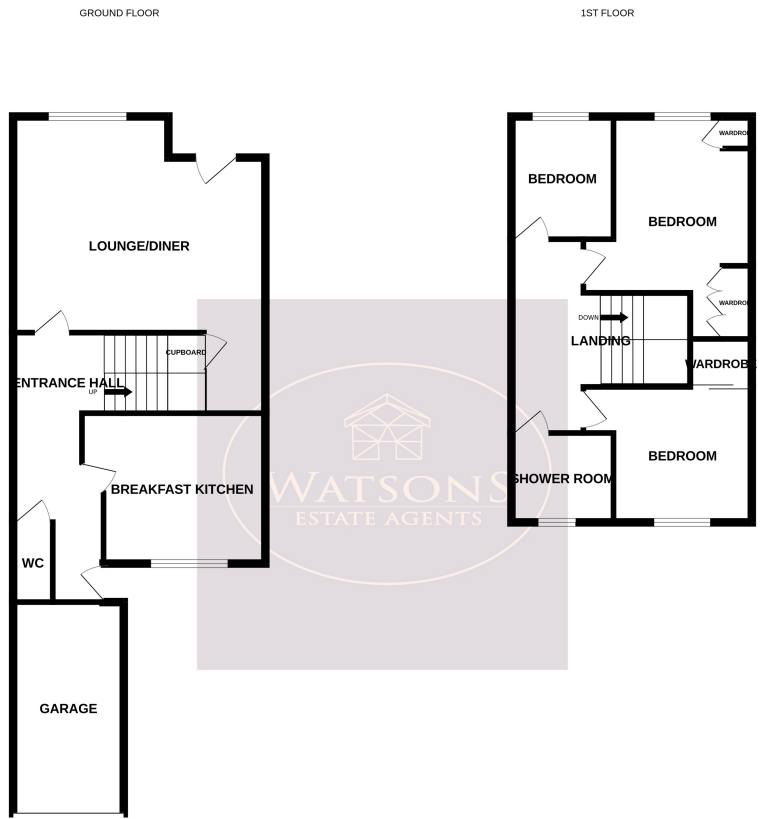 GROUND FLOOR
1ST FLOOR
LOUNGE/DINER
CUPBOARD
ENTRANCE HALL
UP
BREAKFAST KITCHEN
WC
GARAGE
BEDROOM
WARDROB
BEDROOM
WARDROB
DOWN
LANDING
WARDROBE
BEDROOM
SHOWER ROOM
WATSONS
ESTATE AGENTS